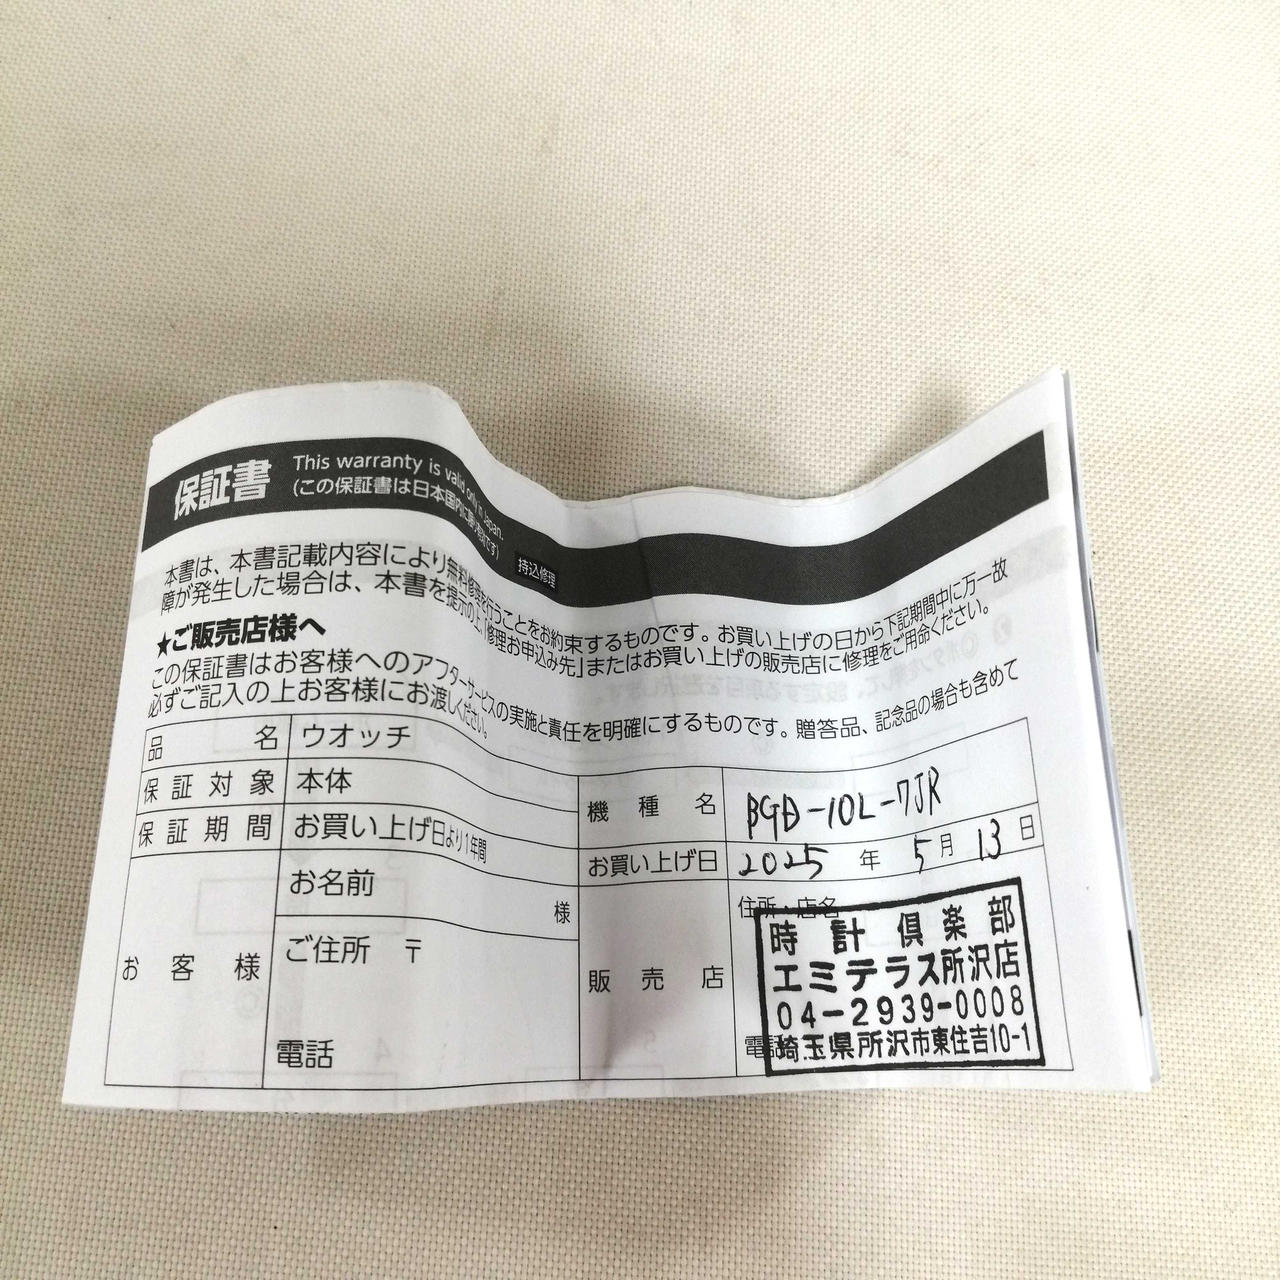 保証書
This warranty is valid only in Japan.
(この保証書は日本国内に限り有効です)
持込修理
本書は、本書記載内容により無料修理を行うことをお約束するものです。お買い上げの日から下記期間中に万一故
障が発生した場合は、本書を提示の上「修理お申込み先」またはお買い上げの販売店に修理をご用命ください。
★ご販売店様へ
この保証書はお客様へのアフターサービスの実施と責任を明確にするものです。贈答品、記念品の場合も含めて
必ずご記入の上お客様にお渡しください。
品名 ウオッチ
保証対象 本体
保証期間 お買い上げ日より1年間
お客様
お名前 様
ご住所 〒
電話
機種名 BGD-10L-7JR
お買い上げ日 2025年5月13日
販売店
住所・店名
時計倶楽部
エミテラス所沢店
04-2939-0008
埼玉県所沢市東住吉10-1
電話